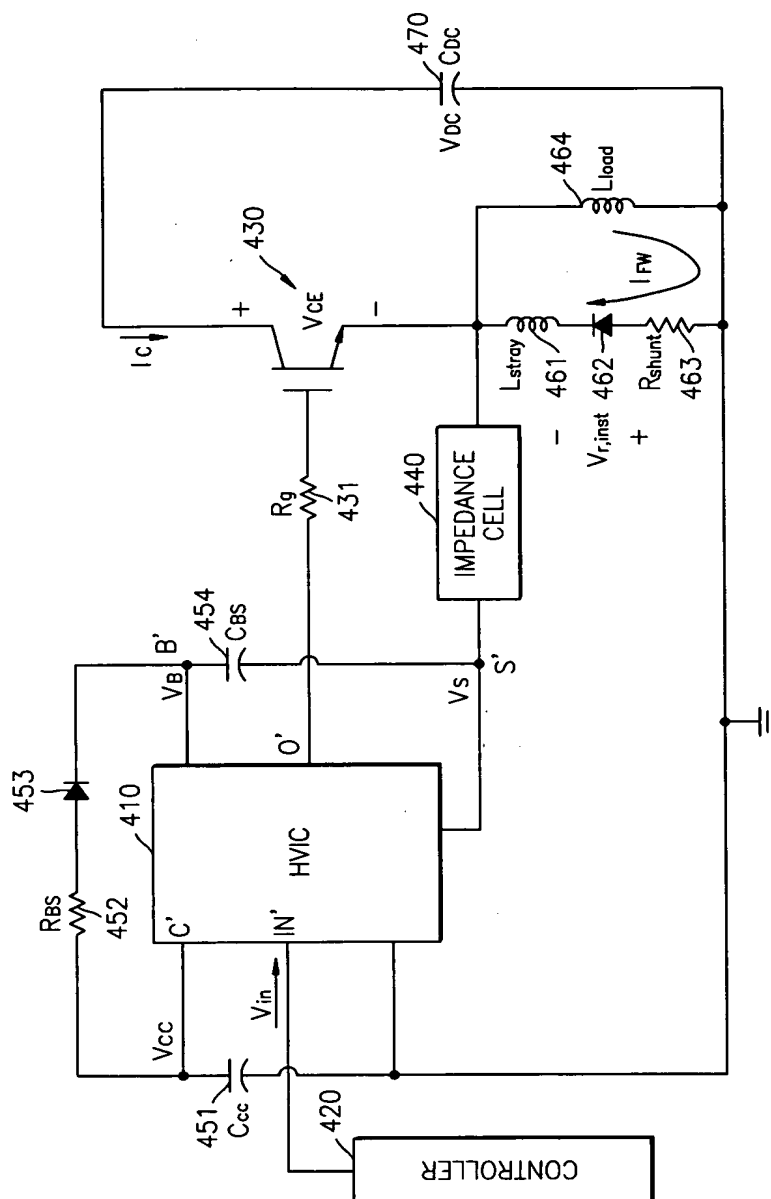 453
RBS
452
B'
VB
454
CBS
Vcc
C'
410
HVIC
O'
Rg
431
IC
+
VCE
430
-
VDC
470
CDC
451
Ccc
Vin
IN'
VS
S'
440
IMPEDANCE
CELL
Lstray
461
-
Vr,inst
462
+
Rshunt
463
IFW
Lload
464
420
CONTROLLER